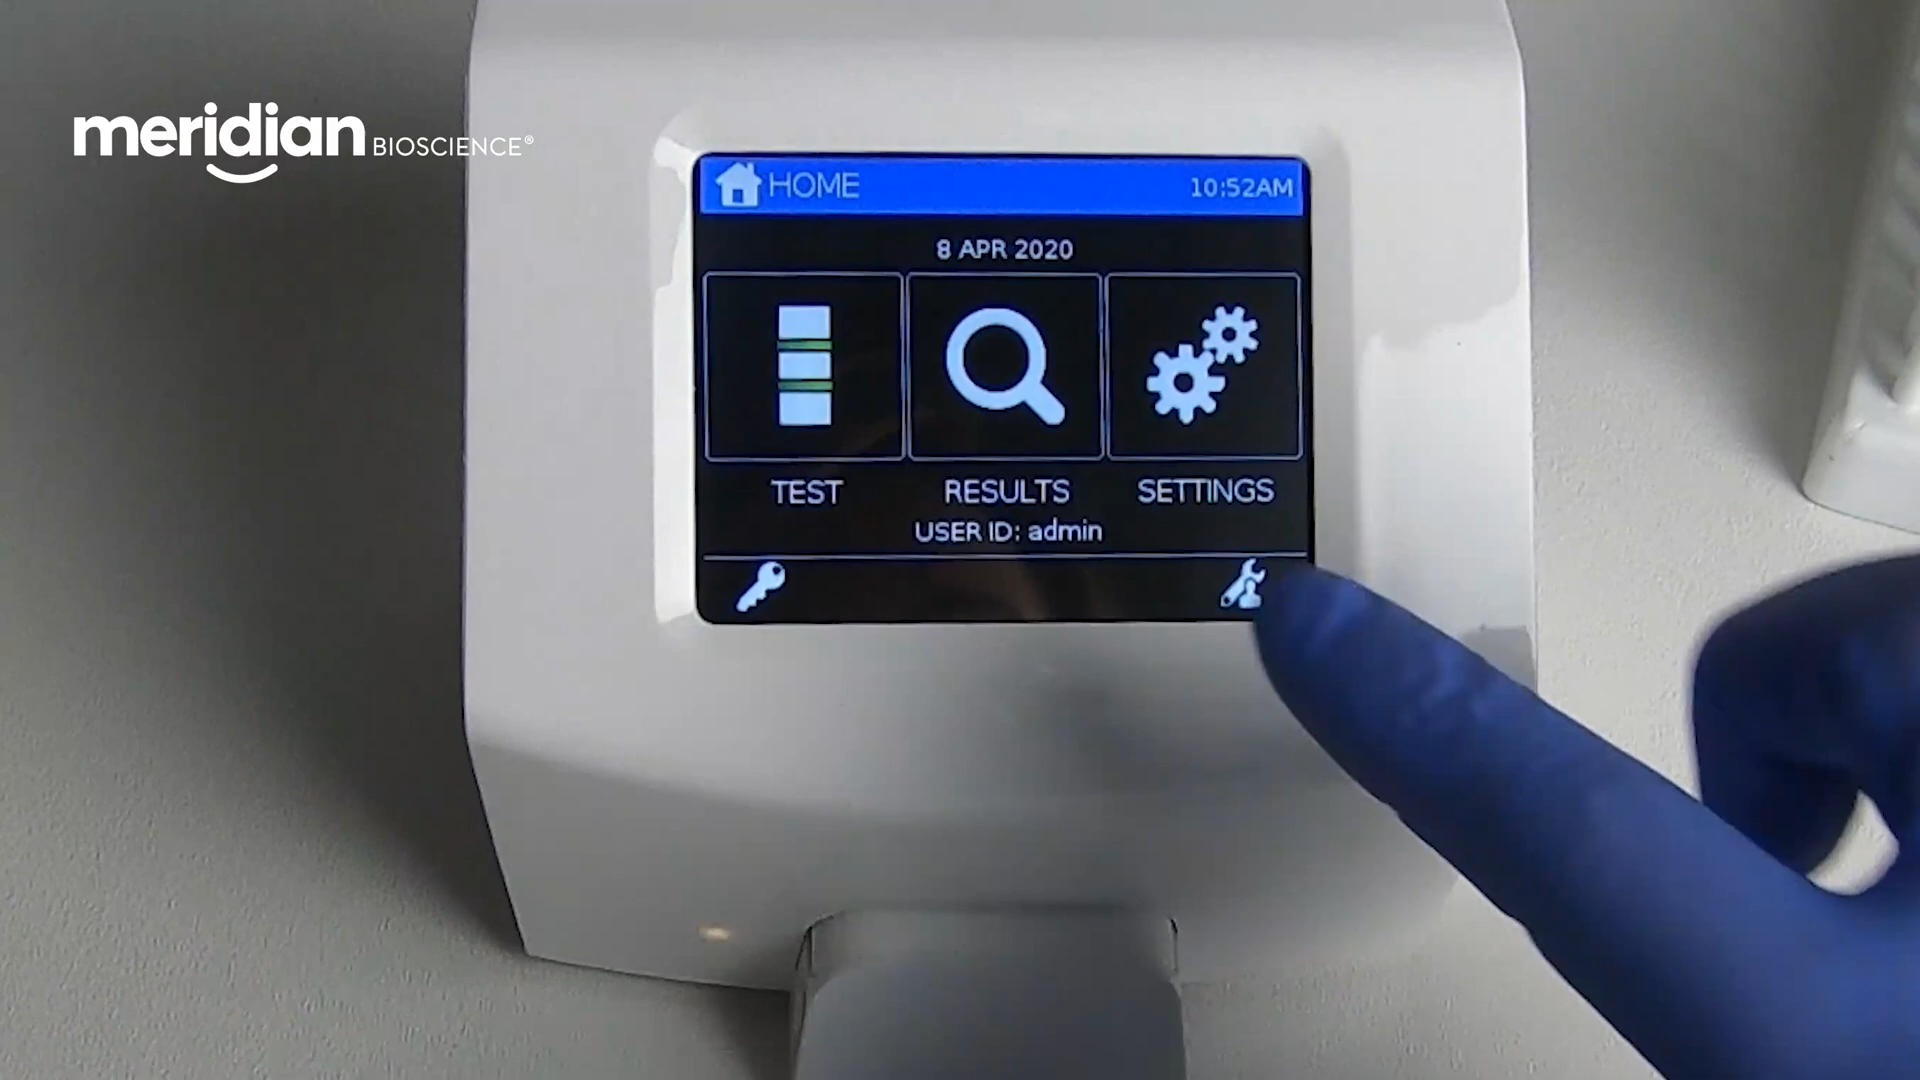 meridian BIOSCIENCE®
HOME 10:52AM
8 APR 2020
TEST RESULTS SETTINGS
USER ID: admin